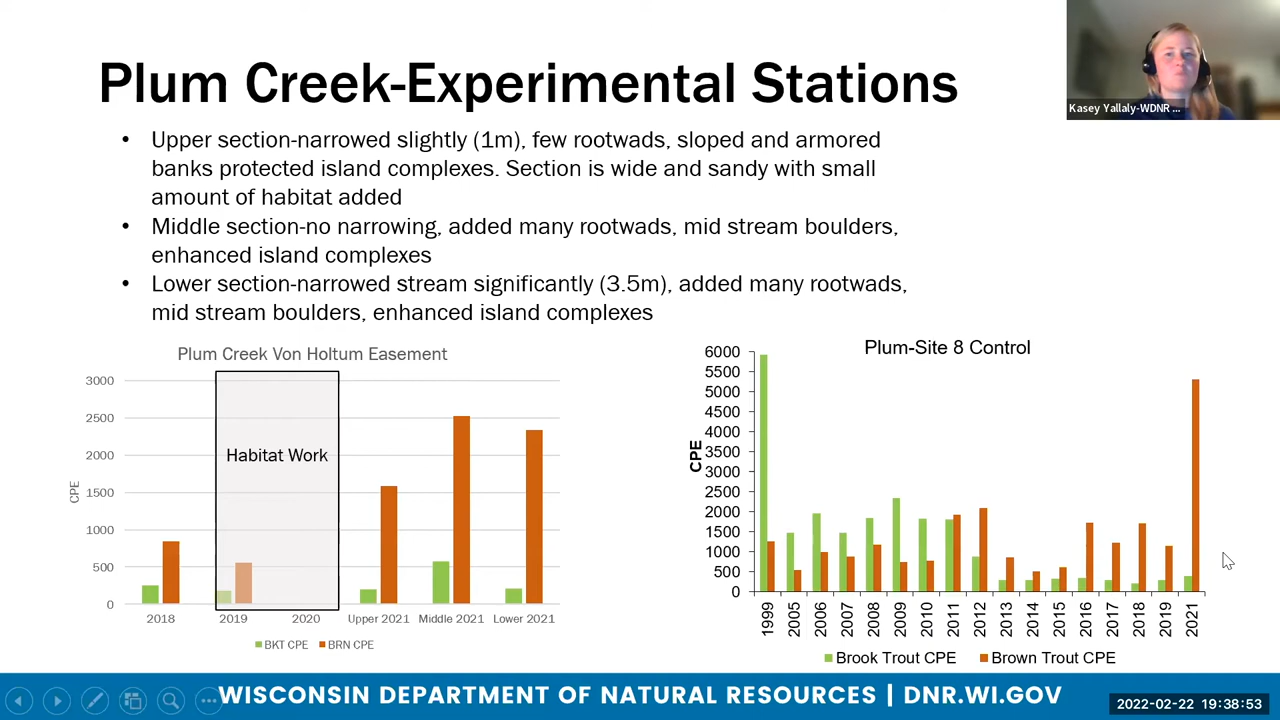 Plum Creek-Experimental Stations
Kasey Yallaly-WDNR ...
• Upper section-narrowed slightly (1m), few rootwads, sloped and armored
banks protected island complexes. Section is wide and sandy with small
amount of habitat added
• Middle section-no narrowing, added many rootwads, mid stream boulders,
enhanced island complexes
• Lower section-narrowed stream significantly (3.5m), added many rootwads,
mid stream boulders, enhanced island complexes
Plum Creek Von Holtum Easement
3000
2500
2000
1500
1000
500
0
CPE
Habitat Work
2018 2019 2020 Upper 2021 Middle 2021 Lower 2021
BKT CPE BRN CPE
Plum-Site 8 Control
6000
5500
5000
4500
4000
3500
3000
2500
2000
1500
1000
500
0
CPE
1999 2005 2006 2007 2008 2009 2010 2011 2012 2013 2014 2015 2016 2017 2018 2019 2021
Brook Trout CPE Brown Trout CPE
WISCONSIN DEPARTMENT OF NATURAL RESOURCES | DNR.WI.GOV
2022-02-22 19:38:53